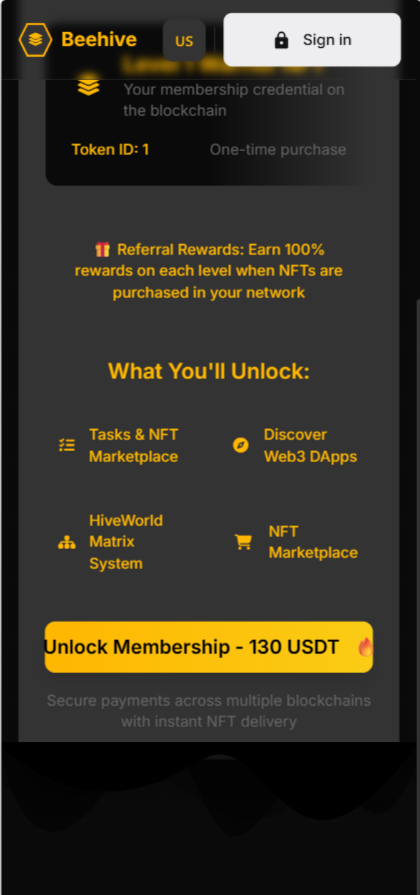 Beehive
US
Sign in
Your membership credential on
the blockchain
Token ID: 1
One-time purchase
🎁 Referral Rewards: Earn 100%
rewards on each level when NFTs are
purchased in your network
What You'll Unlock:
Tasks & NFT
Marketplace
Discover
Web3 DApps
HiveWorld
Matrix
System
NFT
Marketplace
Unlock Membership - 130 USDT 🔥
Secure payments across multiple blockchains
with instant NFT delivery